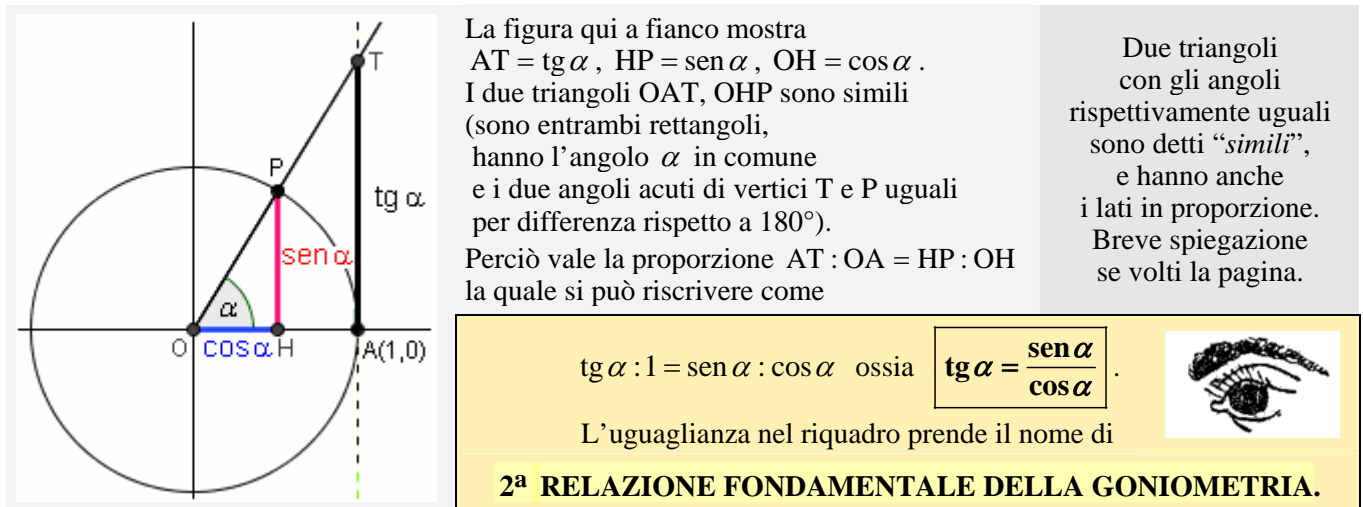 T
P
tg α
sen α
α
O cos α H A(1,0)
La figura qui a fianco mostra
AT = tg α , HP = sen α , OH = cos α .
I due triangoli OAT, OHP sono simili
(sono entrambi rettangoli,
hanno l’angolo α in comune
e i due angoli acuti di vertici T e P uguali
per differenza rispetto a 180°).
Perciò vale la proporzione AT : OA = HP : OH
la quale si può riscrivere come
Due triangoli
con gli angoli
rispettivamente uguali
sono detti “simili”,
e hanno anche
i lati in proporzione.
Breve spiegazione
se volti la pagina.
tg α : 1 = sen α : cos α ossia tg α = sen α / cos α .
L’uguaglianza nel riquadro prende il nome di
2ª RELAZIONE FONDAMENTALE DELLA GONIOMETRIA.